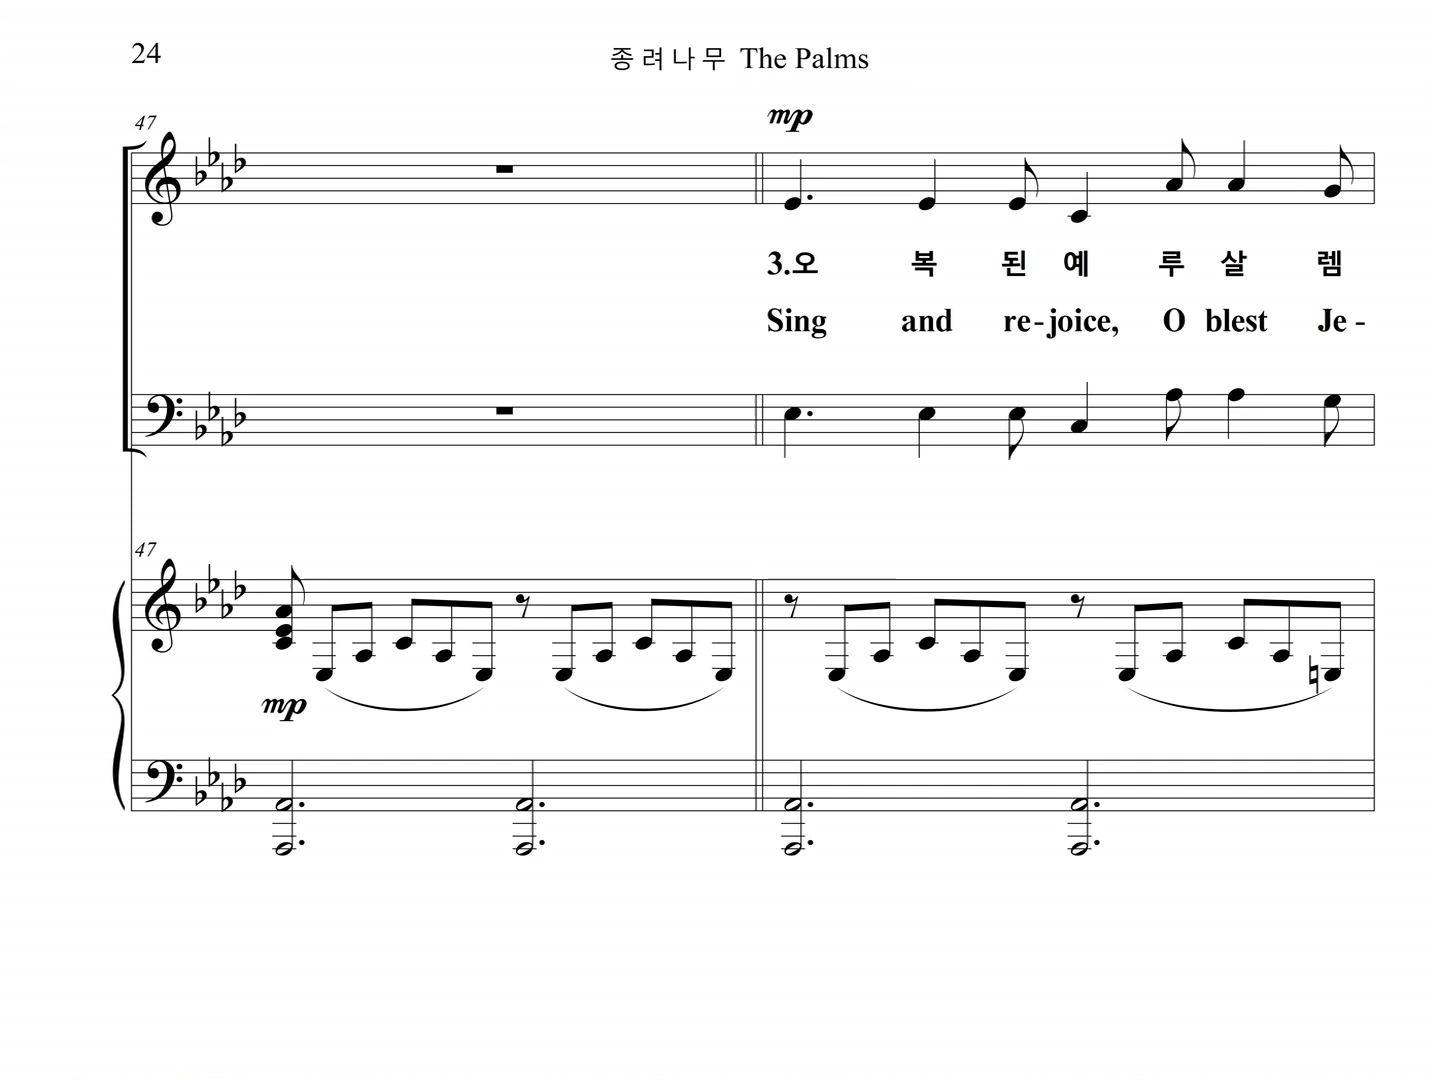 24
종려나무 The Palms
47
mp
3.오 복 된 예 루 살 렘
Sing and re-joice, O blest Je-
47
mp